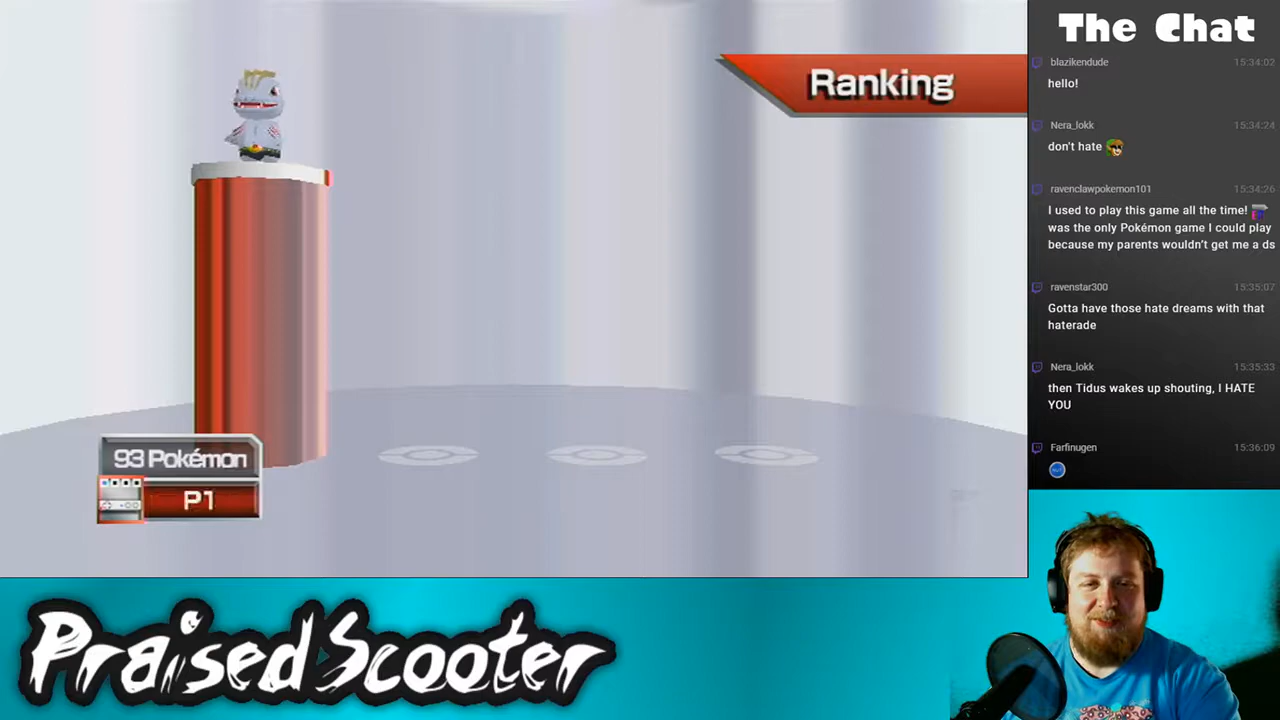 Ranking
93 Pokémon
P1
The Chat
blazikendude 15:34:02
hello!
Nera_lokk 15:34:24
don't hate
ravenclawpokemon101 15:34:26
I used to play this game all the time!
was the only Pokémon game I could play
because my parents wouldn't get me a ds
ravenstar300 15:35:07
Gotta have those hate dreams with that
haterade
Nera_lokk 15:35:33
then Tidus wakes up shouting, I HATE
YOU
Farfinugen 15:36:09
PraisedScooter